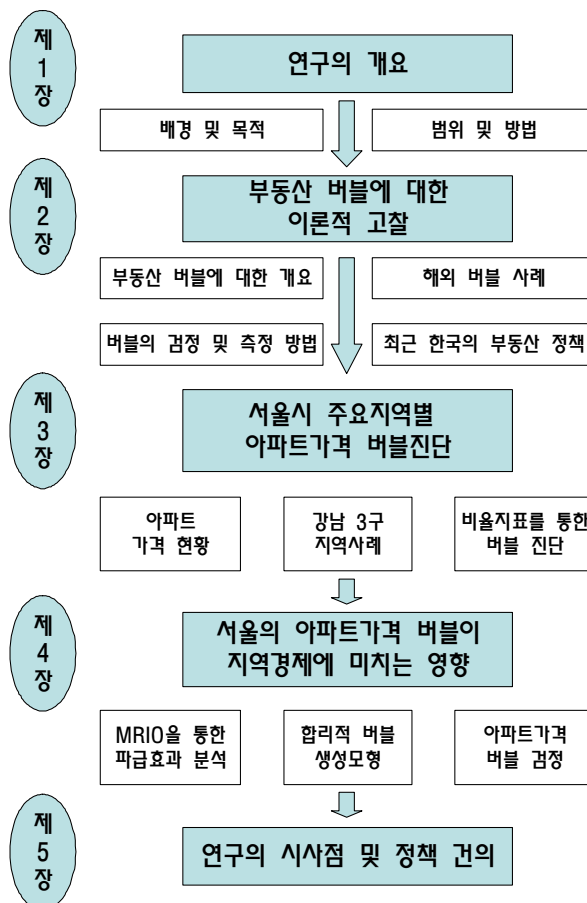 제
1
장
연구의 개요
배경 및 목적
범위 및 방법
제
2
장
부동산 버블에 대한
이론적 고찰
부동산 버블에 대한 개요
해외 버블 사례
버블의 검정 및 측정 방법
최근 한국의 부동산 정책
제
3
장
서울시 주요지역별
아파트가격 버블진단
아파트
가격 현황
강남 3구
지역사례
비율지표를 통한
버블 진단
제
4
장
서울의 아파트가격 버블이
지역경제에 미치는 영향
MRIO을 통한
파급효과 분석
합리적 버블
생성모형
아파트가격
버블 검정
제
5
장
연구의 시사점 및 정책 건의